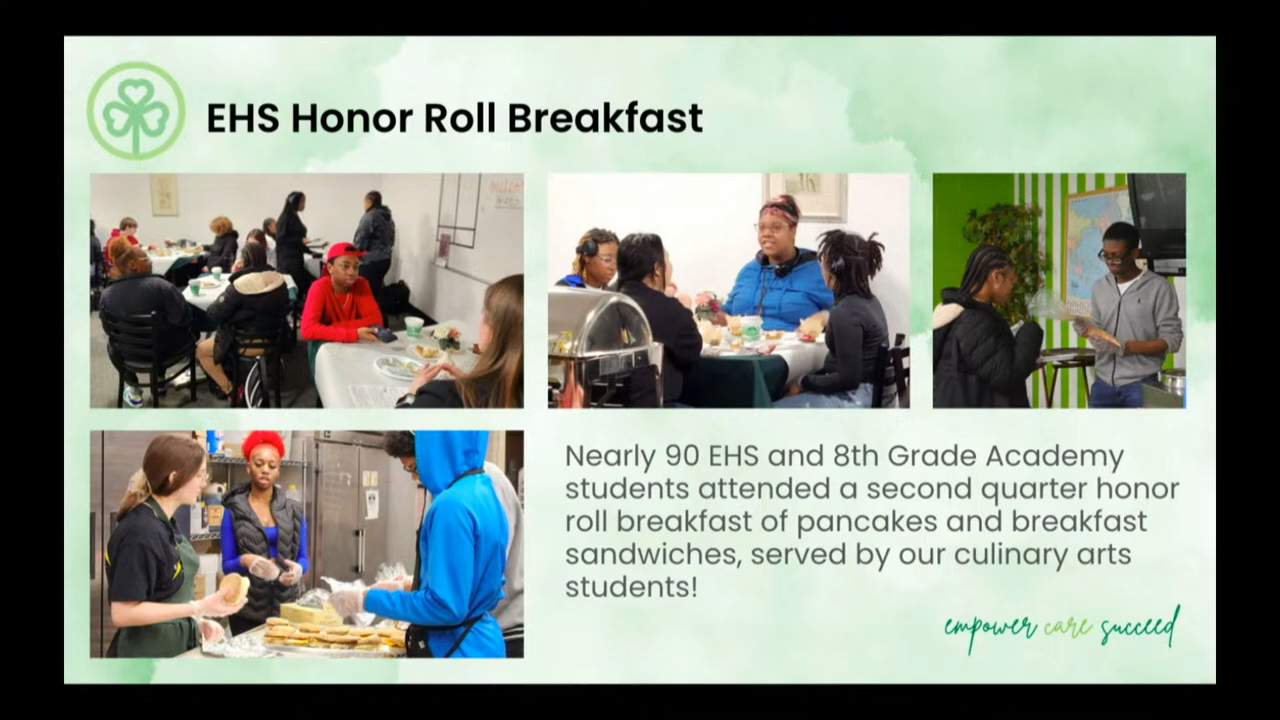 EHS Honor Roll Breakfast
Nearly 90 EHS and 8th Grade Academy
students attended a second quarter honor
roll breakfast of pancakes and breakfast
sandwiches, served by our culinary arts
students!
empower care succeed